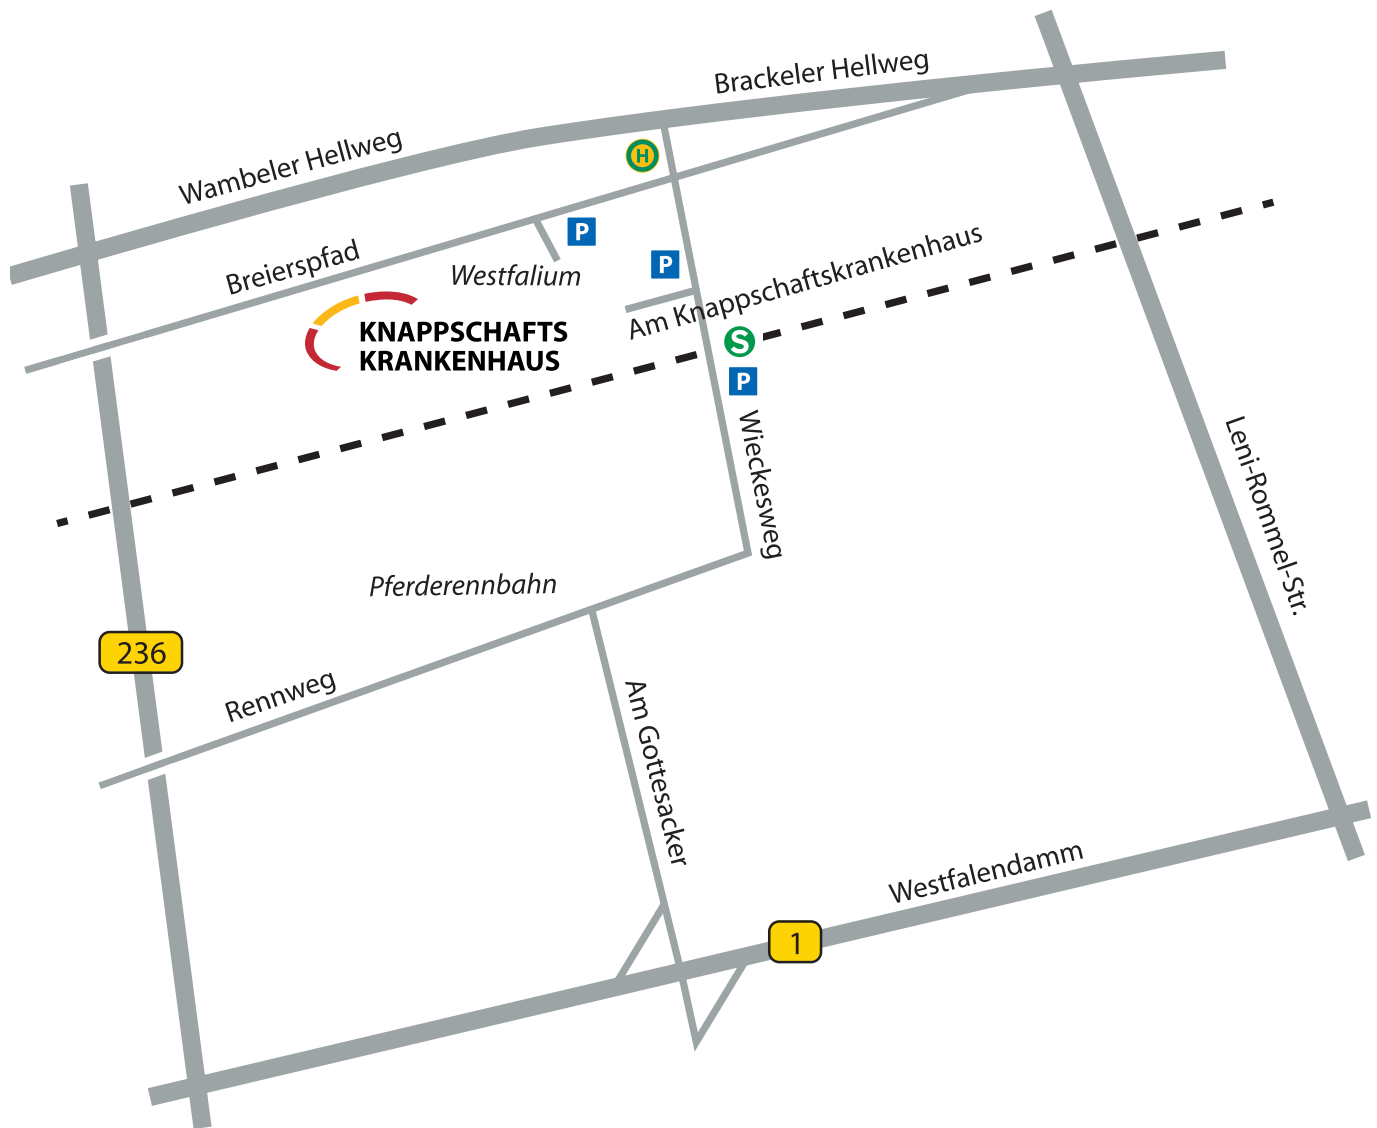 Brackeler Hellweg
Wambeler Hellweg
H
Breierspfad
P
Westfalium
P
Am Knappschaftskrankenhaus
KNAPPSCHAFTS
KRANKENHAUS
S
P
Wieckesweg
Leni-Rommel-Str.
Pferderennbahn
236
Rennweg
Am Gottesacker
Westfalendamm
1